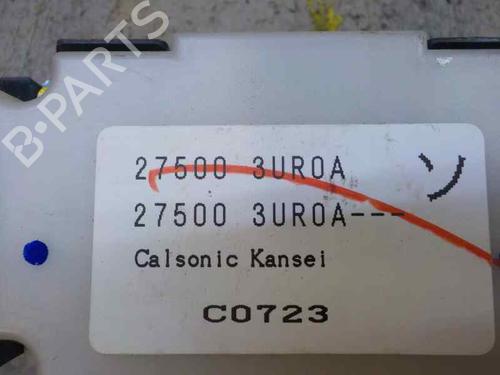 B-PARTS
27500 3UR0A
27500 3UR0A---
Calsonic Kansei
C0723